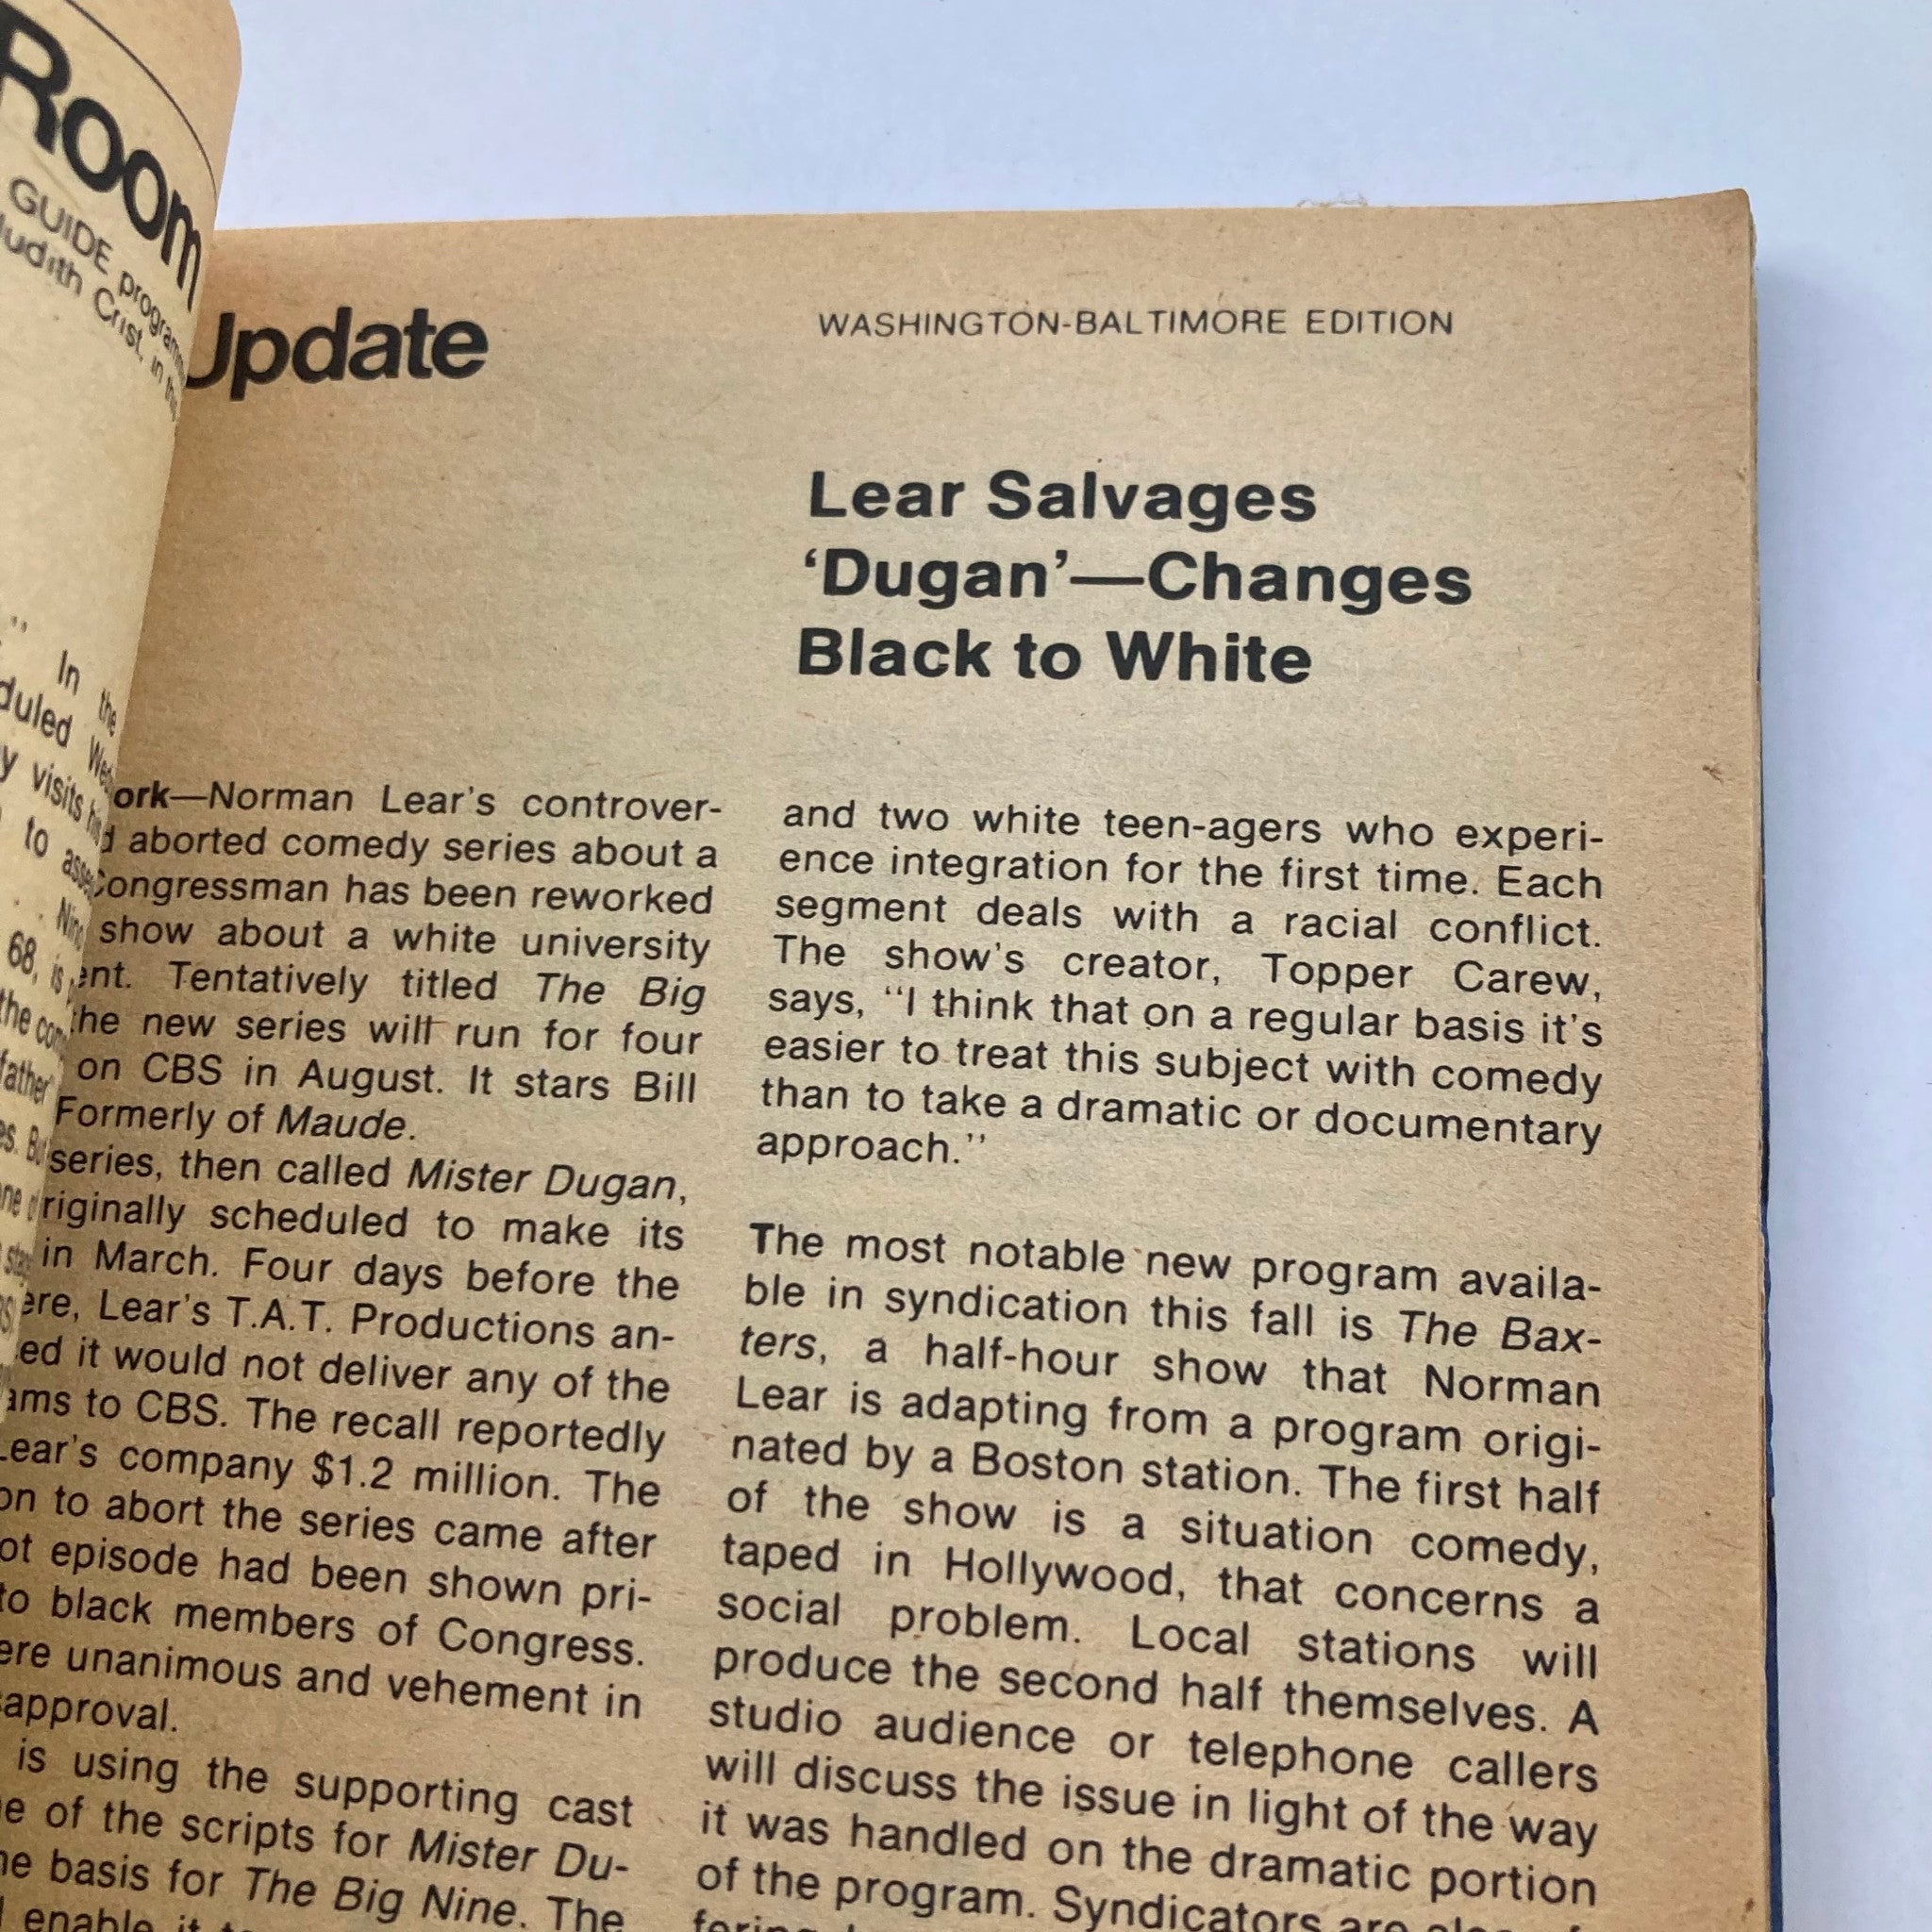 Room
GUIDE
Judith Crist, in this
" In the
duled
visits
to
68, is
the
father
Update
WASHINGTON-BALTIMORE EDITION
Lear Salvages
‘Dugan’—Changes
Black to White
ork—Norman Lear’s controver-
aborted comedy series about a
Congressman has been reworked
show about a white university
ent. Tentatively titled The Big
the new series will run for four
on CBS in August. It stars Bill
Formerly of Maude.
series, then called Mister Dugan,
riginally scheduled to make its
in March. Four days before the
ere, Lear’s T.A.T. Productions an-
ed it would not deliver any of the
ams to CBS. The recall reportedly
Lear’s company $1.2 million. The
on to abort the series came after
ot episode had been shown pri-
to black members of Congress.
ere unanimous and vehement in
sapproval.
is using the supporting cast
e of the scripts for Mister Du-
he basis for The Big Nine. The
enable it to
and two white teen-agers who experi-
ence integration for the first time. Each
segment deals with a racial conflict.
The show’s creator, Topper Carew,
says, “I think that on a regular basis it’s
easier to treat this subject with comedy
than to take a dramatic or documentary
approach.”
The most notable new program availa-
ble in syndication this fall is The Bax-
ters, a half-hour show that Norman
Lear is adapting from a program origi-
nated by a Boston station. The first half
of the show is a situation comedy,
taped in Hollywood, that concerns a
social problem. Local stations will
produce the second half themselves. A
studio audience or telephone callers
will discuss the issue in light of the way
it was handled on the dramatic portion
of the program. Syndicators are also